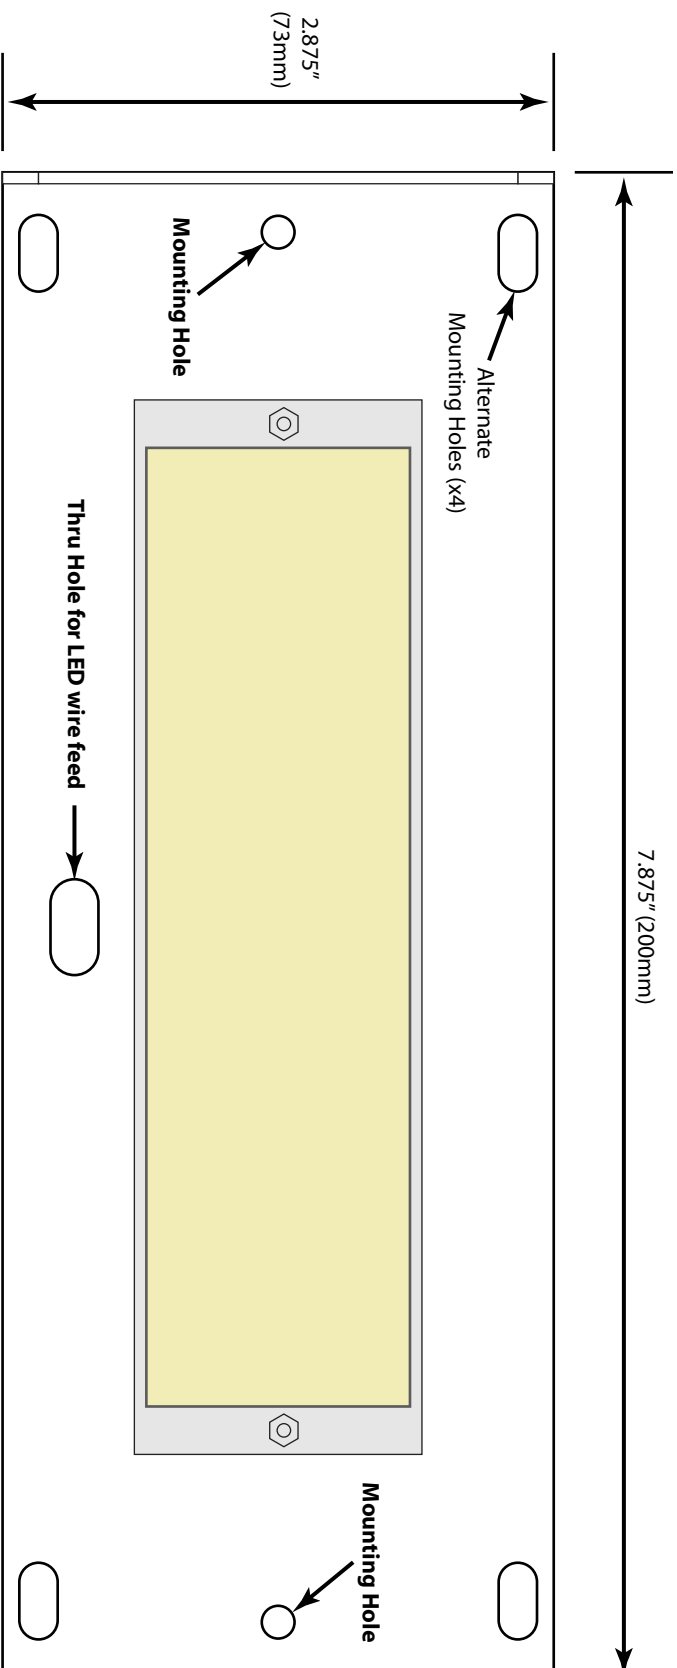 7.875" (200mm)
2.875"
(73mm)
Alternate
Mounting Holes (x4)
Mounting Hole
Mounting Hole
Thru Hole for LED wire feed